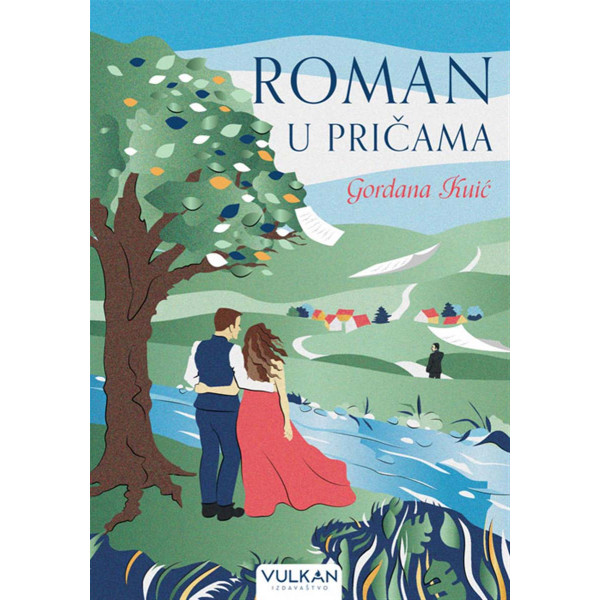 ROMAN
U PRIČAMA
Gordana Kuić
VULKAN
IZDAVAŠTVO